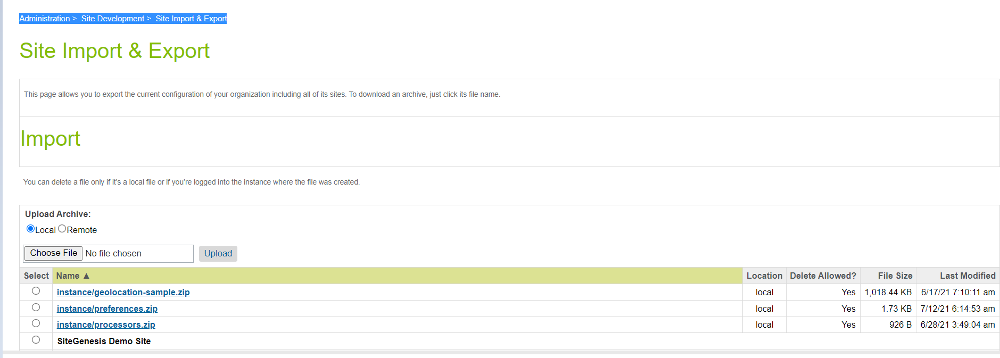 Administration > Site Development > Site Import & Export
Site Import & Export
This page allows you to export the current configuration of your organization including all of its sites. To download an archive, just click its file name.
Import
You can delete a file only if it's a local file or if you're logged into the instance where the file was created.
Upload Archive:
Local Remote
Choose File No file chosen Upload
Select Name ▲ Location Delete Allowed? File Size Last Modified
instance/geolocation-sample.zip local Yes 1,018.44 KB 6/17/21 7:10:11 am
instance/preferences.zip local Yes 1.73 KB 7/12/21 6:14:53 am
instance/processors.zip local Yes 926 B 6/28/21 3:49:04 am
SiteGenesis Demo Site